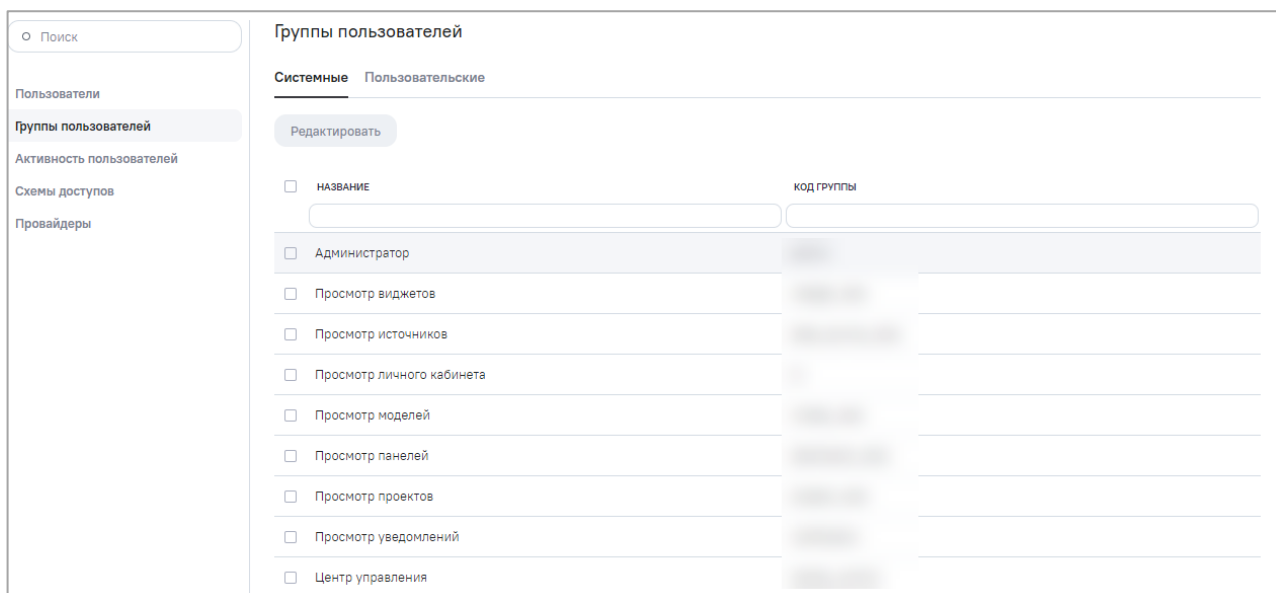 Поиск
Пользователи
Группы пользователей
Активность пользователей
Схемы доступов
Провайдеры
Группы пользователей
Системные Пользовательские
Редактировать
НАЗВАНИЕ КОД ГРУППЫ
Администратор
Просмотр виджетов
Просмотр источников
Просмотр личного кабинета
Просмотр моделей
Просмотр панелей
Просмотр проектов
Просмотр уведомлений
Центр управления